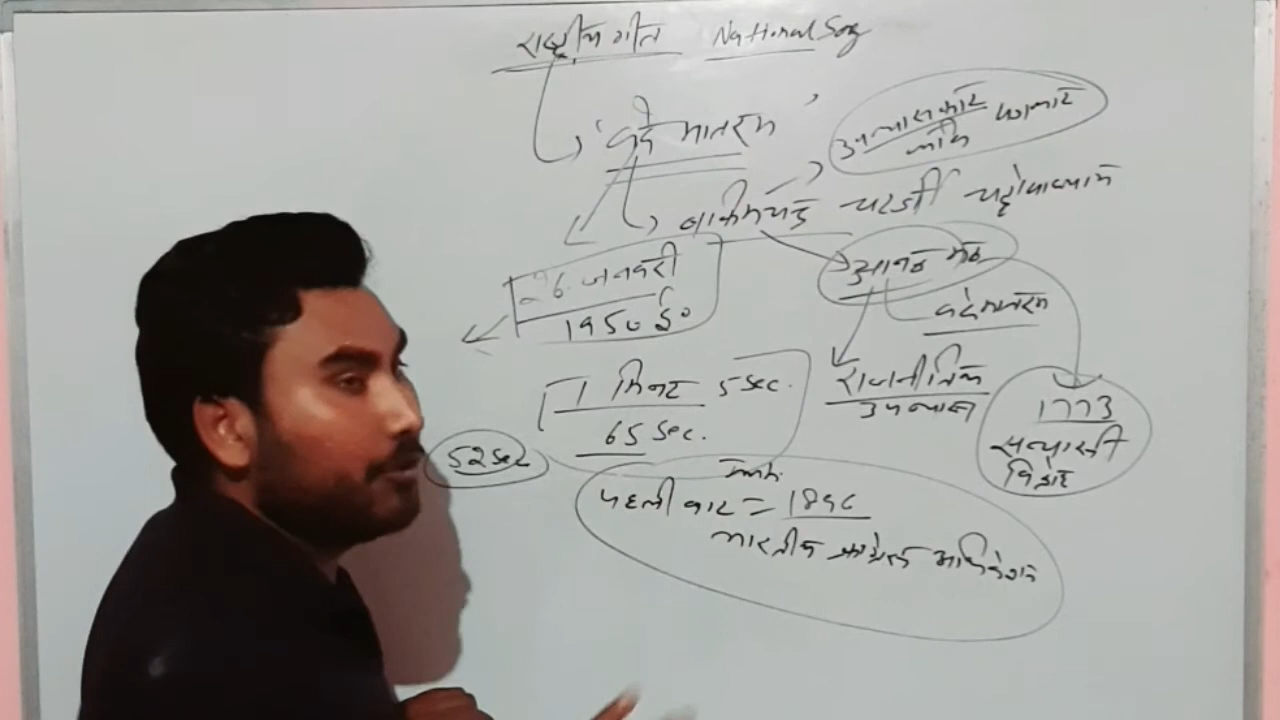 राष्ट्रीय गीत National Song
'वंदे मातरम'
उपन्यासकार
बंकिमचंद्र चटर्जी चट्टोपाध्याय
आनंद मठ
वंदेमातरम
26 जनवरी
1950 ई०
1 मिनट 5 Sec.
65 Sec.
52 Sec
राजनीतिक
उपन्यास
1773
सन्यासी
विद्रोह
पहली बार = 1896
भारतीय कांग्रेस अधिवेशन